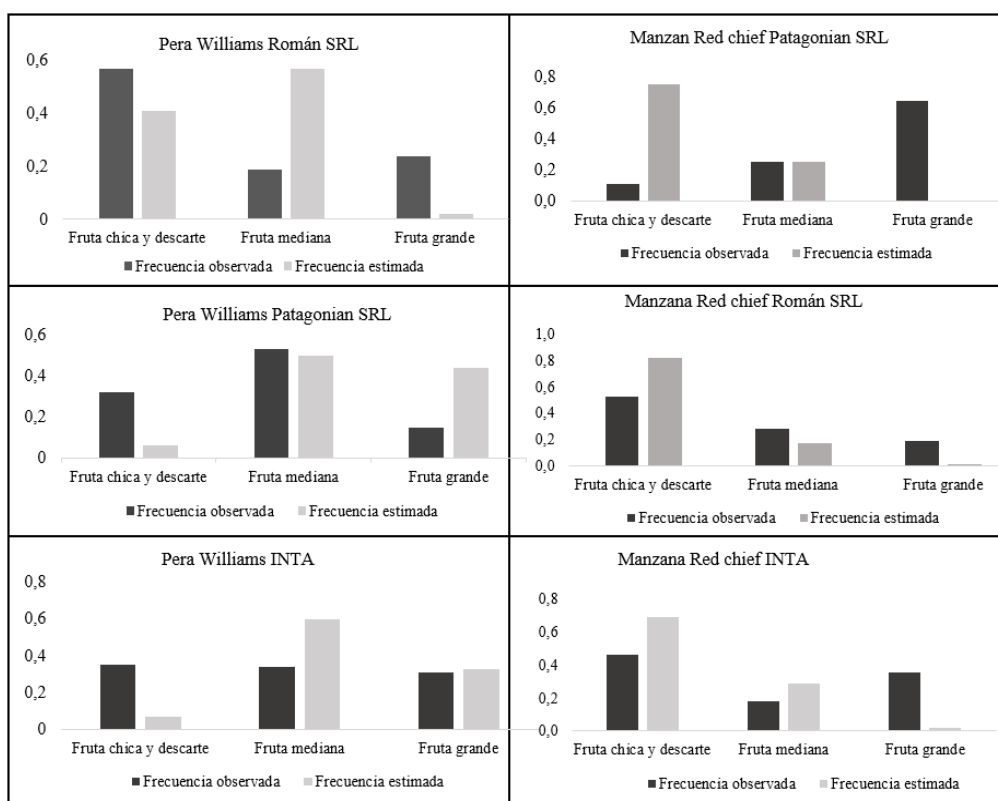 Pera Williams Román SRL
0,6
0,4
0,2
0
Fruta chica y descarte Fruta mediana Fruta grande
Frecuencia observada Frecuencia estimada
Manzan Red chief Patagonian SRL
0,8
0,6
0,4
0,2
0,0
Fruta chica y descarte Fruta mediana Fruta grande
Frecuencia observada Frecuencia estimada
Pera Williams Patagonian SRL
0,6
0,4
0,2
0
Fruta chica y descarte Fruta mediana Fruta grande
Frecuencia observada Frecuencia estimada
Manzana Red chief Román SRL
1,0
0,8
0,6
0,4
0,2
0,0
Fruta chica y descarte Fruta mediana Fruta grande
Frecuencia observada Frecuencia estimada
Pera Williams INTA
0,8
0,6
0,4
0,2
0
Fruta chica y descarte Fruta mediana Fruta grande
Frecuencia observada Frecuencia estimada
Manzana Red chief INTA
0,8
0,6
0,4
0,2
0,0
Fruta chica y descarte Fruta mediana Fruta grande
Frecuencia observada Frecuencia estimada